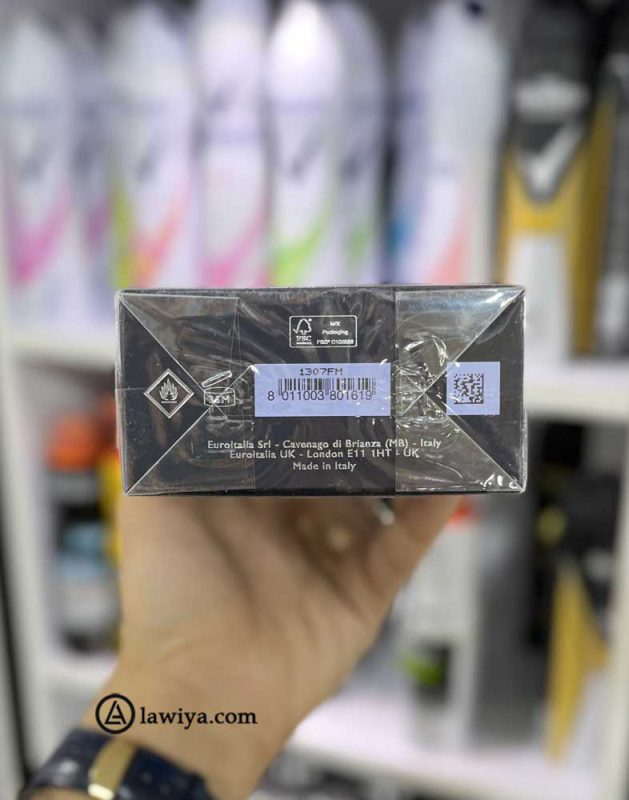 FSC
MIX
Packaging
1307FM
36M
8 011003 801619
Euroitalia Srl - Cavenago di Brianza (MB) - Italy
Euroitalia UK - London E11 1HT - UK
Made in Italy
lawiya.com